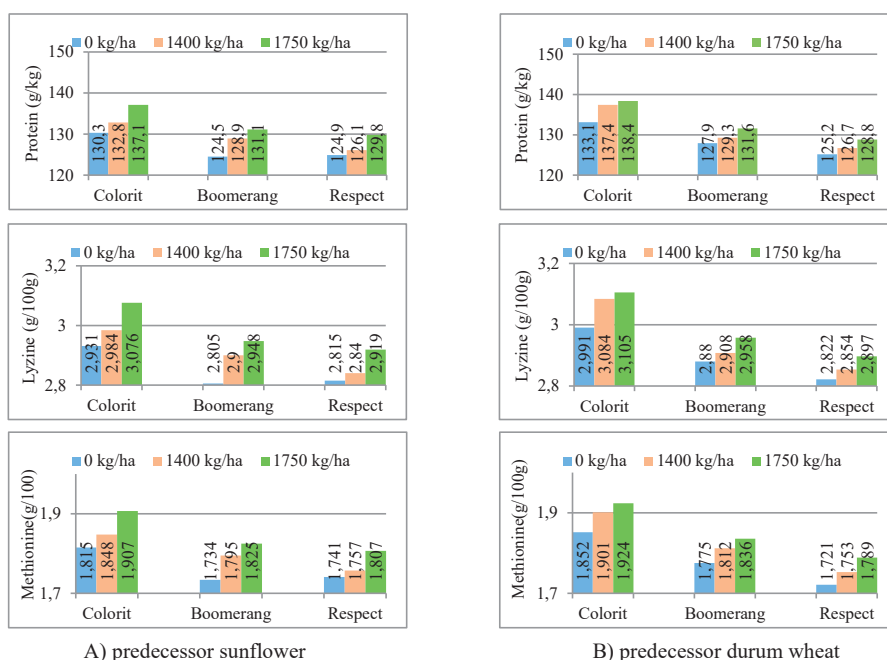 0 kg/ha 1400 kg/ha 1750 kg/ha
Protein (g/kg)
150
140
130
120
130,3 132,8 137,1
124,5 128,9 131,1
124,9 126,1 129,8
Colorit Boomerang Respect
0 kg/ha 1400 kg/ha 1750 kg/ha
Lyzine (g/100g)
3,2
3
2,8
2,931 2,984 3,076
2,805 2,9 2,948
2,815 2,84 2,919
Colorit Boomerang Respect
0 kg/ha 1400 kg/ha 1750 kg/ha
Methionine(g/100)
1,9
1,7
1,815 1,848 1,907
1,734 1,795 1,825
1,741 1,757 1,807
Colorit Boomerang Respect
A) predecessor sunflower
0 kg/ha 1400 kg/ha 1750 kg/ha
Protein (g/kg)
150
140
130
120
133,1 137,4 138,4
127,9 129,3 131,6
125,2 126,7 128,8
Colorit Boomerang Respect
0 kg/ha 1400 kg/ha 1750 kg/ha
Lyzine (g/100g)
3,2
3
2,8
2,991 3,084 3,105
2,88 2,908 2,958
2,822 2,854 2,897
Colorit Boomerang Respect
0 kg/ha 1400 kg/ha 1750 kg/ha
Methionine(g/100g)
1,9
1,7
1,852 1,901 1,924
1,775 1,812 1,836
1,721 1,753 1,789
Colorit Boomerang Respect
B) predecessor durum wheat